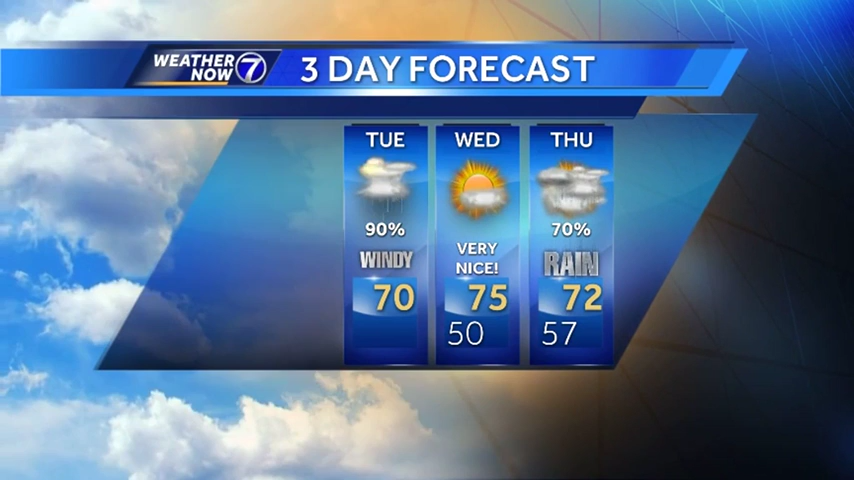 WEATHER
NOW 7
3 DAY FORECAST
TUE
90%
WINDY
70
WED
VERY
NICE!
75
50
THU
70%
RAIN
72
57